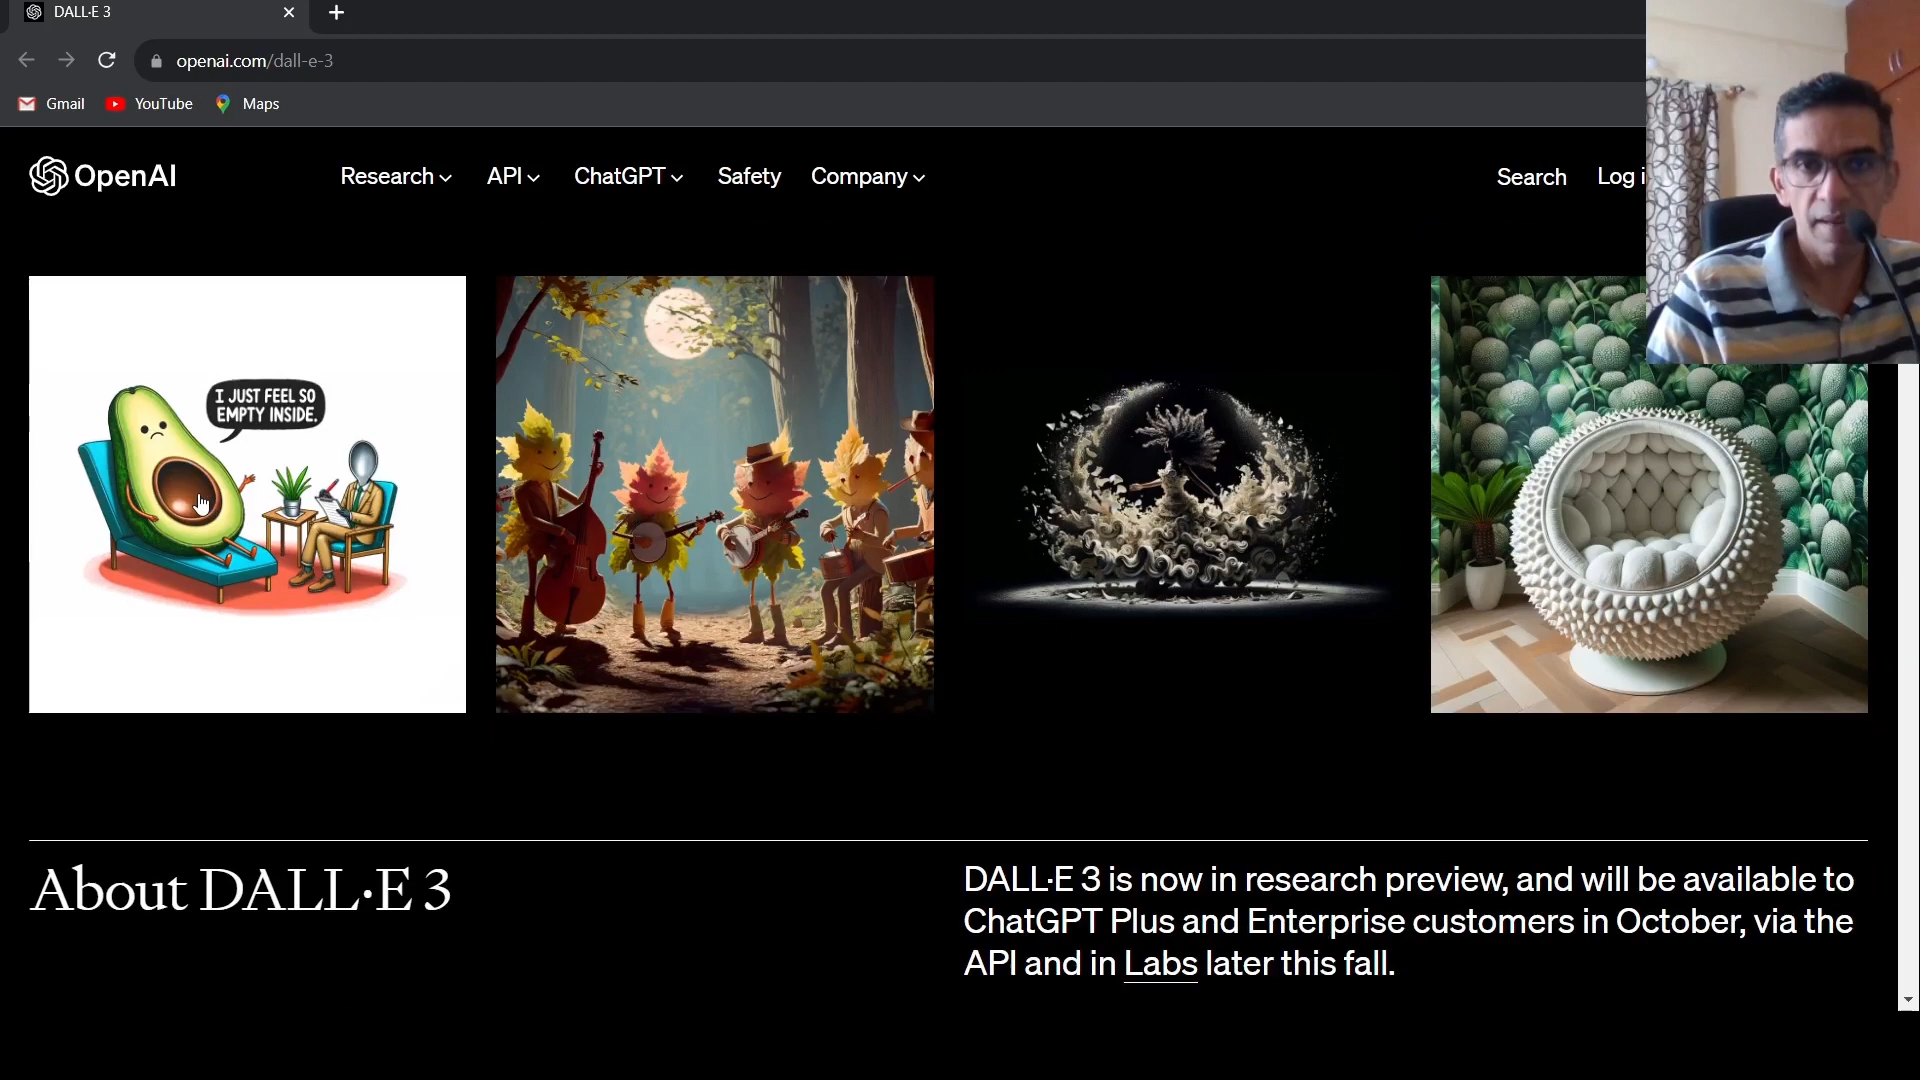 DALL·E 3
openai.com/dall-e-3
Gmail YouTube Maps
OpenAI Research API ChatGPT Safety Company Search Log i
I JUST FEEL SO
EMPTY INSIDE.
About DALL·E 3
DALL·E 3 is now in research preview, and will be available to
ChatGPT Plus and Enterprise customers in October, via the
API and in Labs later this fall.